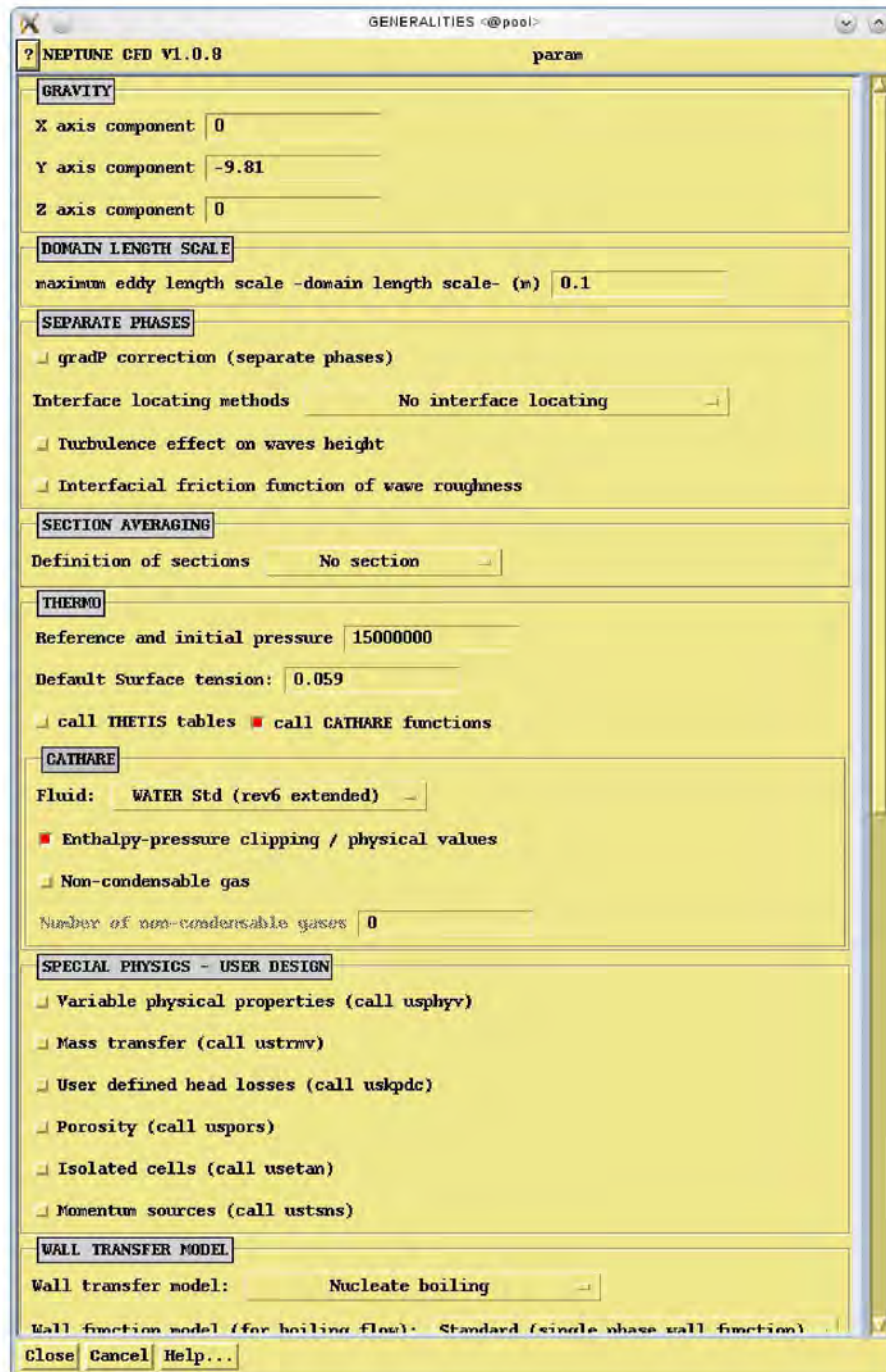 GENERALITIES <@pool>
? NEPTUNE CFD V1.0.8 param
GRAVITY
X axis component 0
Y axis component -9.81
Z axis component 0
DOMAIN LENGTH SCALE
maximum eddy length scale -domain length scale- (m) 0.1
SEPARATE PHASES
gradP correction (separate phases)
Interface locating methods No interface locating
Turbulence effect on waves height
Interfacial friction function of wawe roughness
SECTION AVERAGING
Definition of sections No section
THERMO
Reference and initial pressure 15000000
Default Surface tension: 0.059
call THETIS tables call CATHARE functions
CATHARE
Fluid: WATER Std (rev6 extended)
Enthalpy-pressure clipping / physical values
Non-condensable gas
Number of non-condensable gases 0
SPECIAL PHYSICS - USER DESIGN
Variable physical properties (call usphyv)
Mass transfer (call ustrmv)
User defined head losses (call uskpdc)
Porosity (call uspors)
Isolated cells (call usetan)
Momentum sources (call ustsns)
WALL TRANSFER MODEL
Wall transfer model: Nucleate boiling
Wall function model (for boiling flow): Standard (single phase wall function)
Close Cancel Help...